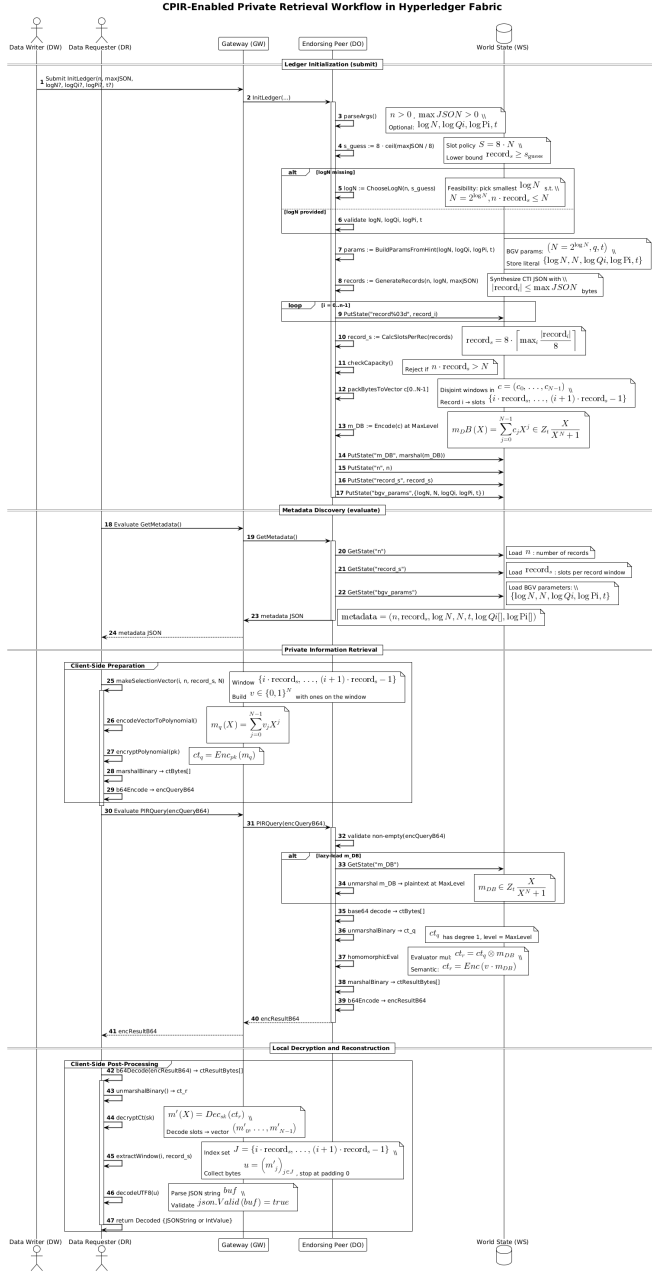 CPIR-Enabled Private Retrieval Workflow in Hyperledger Fabric
Data Writer (DW) Data Requester (DR) Gateway (GW) Endorsing Peer (DO) World State (WS)
Ledger Initialization (submit)
1 Submit InitLedger(n, maxJSON,
logN?, logQi?, logPi?, t?)
2 InitLedger(...)
3 parseArgs()
n > 0 , max JSON > 0 \\
Optional: log N, log Qi, log Pi, t
4 s_guess := 8 · ceil(maxJSON / 8)
Slot policy S = 8 · N \\
Lower bound record_s ≥ s_guess
alt [logN missing]
5 logN := ChooseLogN(n, s_guess)
Feasibility: pick smallest log N s.t. \\
N = 2^{log N}, n · record_s ≤ N
[logN provided]
6 validate logN, logQi, logPi, t
7 params := BuildParamsFromHint(logN, logQi, logPi, t)
BGV params: (N = 2^{log N}, q, t) \\
Store literal {log N, N, log Qi, log Pi, t}
8 records := GenerateRecords(n, logN, maxJSON)
Synthesize CTI JSON with \\
|record_i| ≤ max JSON bytes
loop [i = 0..n-1]
9 PutState("record%03d", record_i)
10 record_s := CalcSlotsPerRec(records)
record_s = 8 · ⌈max_i |record_i| / 8⌉
11 checkCapacity()
Reject if n · record_s > N
12 packBytesToVector c[0..N-1]
Disjoint windows in c = (c_0, …, c_{N−1}) \\
Record i → slots {i · record_s, …, (i + 1) · record_s − 1}
13 m_DB := Encode(c) at MaxLevel
m_D B (X) = ∑_{j=0}^{N−1} c_j X^j ∈ Z_t X / X^N + 1
14 PutState("m_DB", marshal(m_DB))
15 PutState("n", n)
16 PutState("record_s", record_s)
17 PutState("bgv_params",{logN, N, logQi, logPi, t})
Metadata Discovery (evaluate)
18 Evaluate GetMetadata()
19 GetMetadata()
20 GetState("n")
Load n : number of records
21 GetState("record_s")
Load record_s : slots per record window
22 GetState("bgv_params")
Load BGV parameters: \\
{log N, N, log Qi, log Pi, t}
23 metadata JSON
metadata = (n, record_s, log N, N, t, log Qi[], log Pi[])
24 metadata JSON
Private Information Retrieval
Client-Side Preparation
25 makeSelectionVector(i, n, record_s, N)
Window {i · record_s, …, (i + 1) · record_s − 1}
Build v ∈ {0, 1}^N with ones on the window
26 encodeVectorToPolynomial()
m_q (X) = ∑_{j=0}^{N−1} v_j X^j
27 encryptPolynomial(pk)
ct_q = Enc_pk (m_q)
28 marshalBinary → ctBytes[]
29 b64Encode → encQueryB64
30 Evaluate PIRQuery(encQueryB64)
31 PIRQuery(encQueryB64)
32 validate non-empty(encQueryB64)
alt [lazy-load m_DB]
33 GetState("m_DB")
34 unmarshal m_DB → plaintext at MaxLevel
m_DB ∈ Z_t X / X^N + 1
35 base64 decode → ctBytes[]
36 unmarshalBinary → ct_q
ct_q has degree 1, level = MaxLevel
37 homomorphicEval
Evaluator mut ct_r = ct_q ⊗ m_DB \\
Semantic: ct_r = Enc (v · m_DB)
38 marshalBinary → ctResultBytes[]
39 b64Encode → encResultB64
40 encResultB64
41 encResultB64
Local Decryption and Reconstruction
Client-Side Post-Processing
42 b64Decode(encResultB64) → ctResultBytes[]
43 unmarshalBinary() → ct_r
44 decryptCt(sk)
m′ (X) = Dec_sk (ct_r) \\
Decode slots → vector (m′_0, …, m′_{N−1})
45 extractWindow(i, record_s)
Index set J = {i · record_s, …, (i + 1) · record_s − 1} \\
Collect bytes u = (m′_j)_{j∈J} , stop at padding 0
46 decodeUTF8(u)
Parse JSON string buf \\
Validate json.Valid (buf) = true
47 return Decoded {JSONString or IntValue}
Data Writer (DW) Data Requester (DR) Gateway (GW) Endorsing Peer (DO) World State (WS)